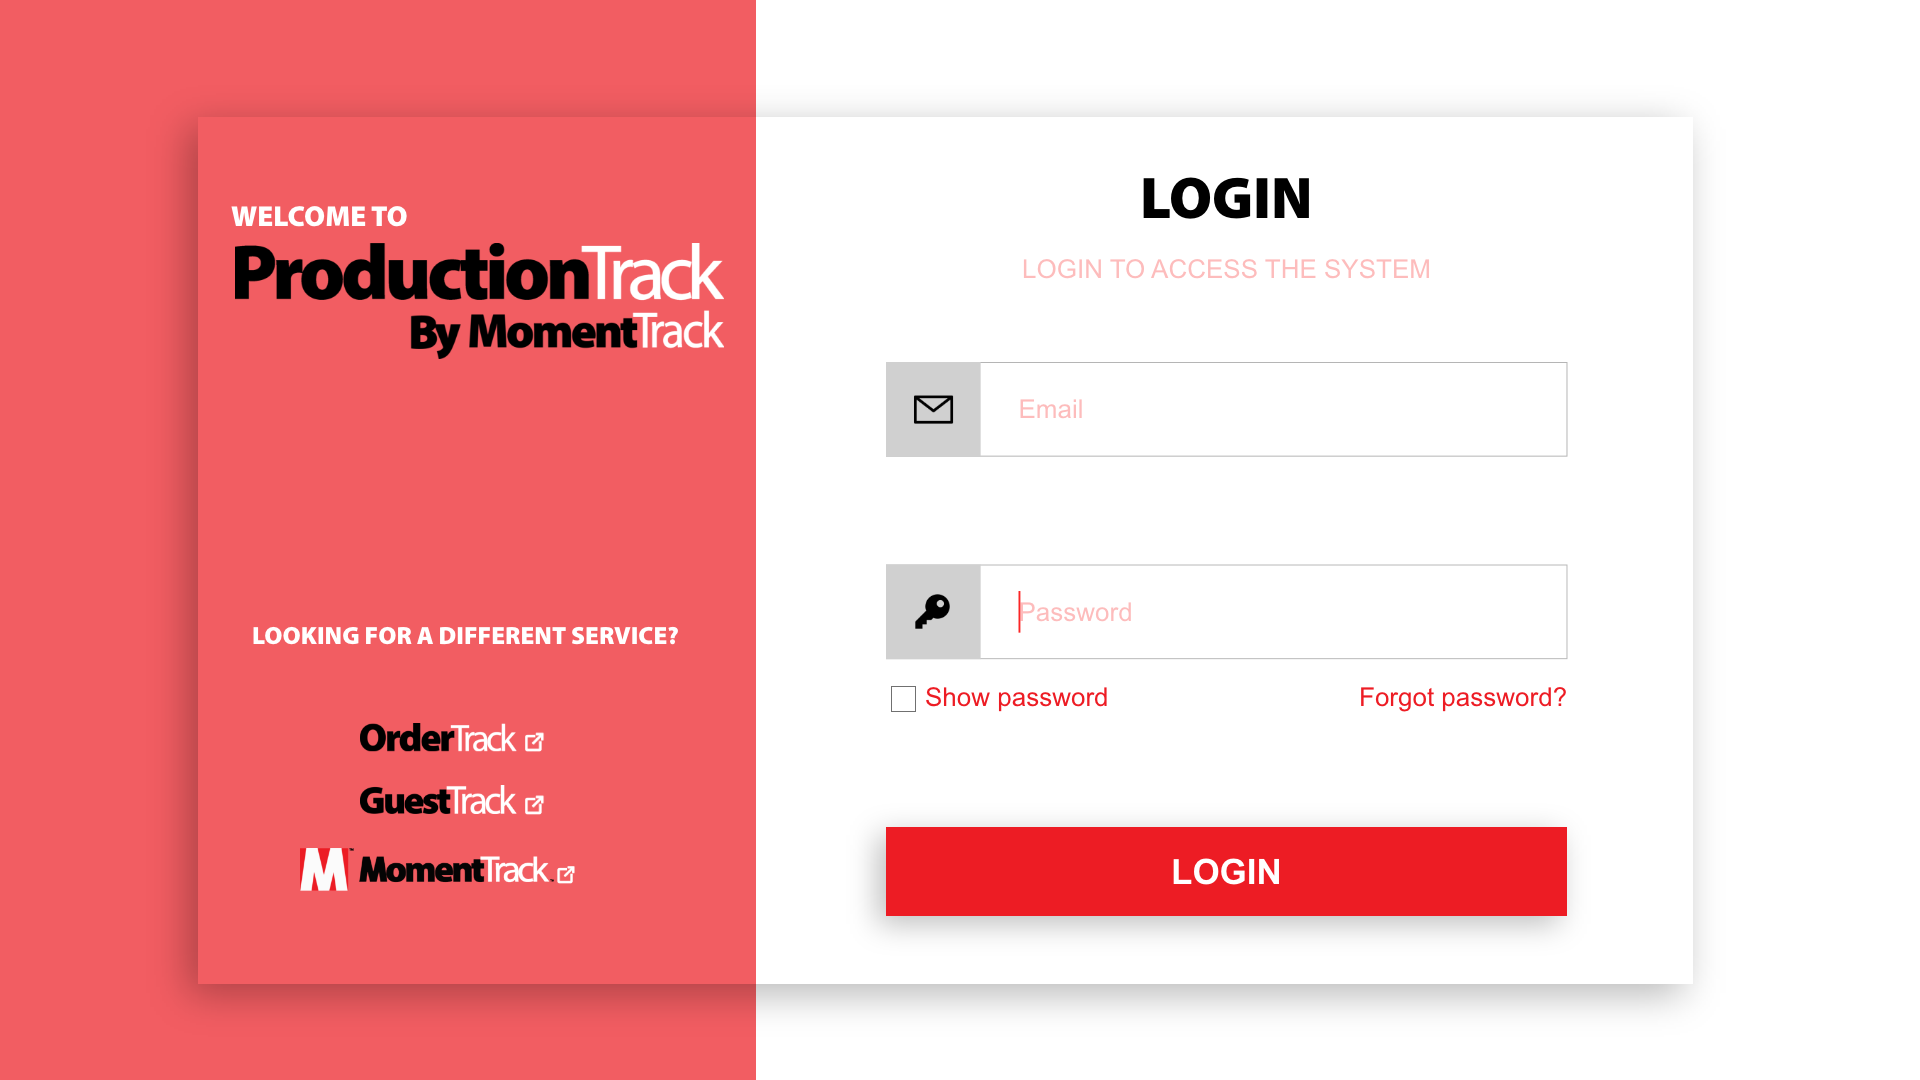 WELCOME TO
ProductionTrack
By MomentTrack
LOOKING FOR A DIFFERENT SERVICE?
OrderTrack
GuestTrack
M™ MomentTrack
LOGIN
LOGIN TO ACCESS THE SYSTEM
Email
Password
Show password
Forgot password?
LOGIN